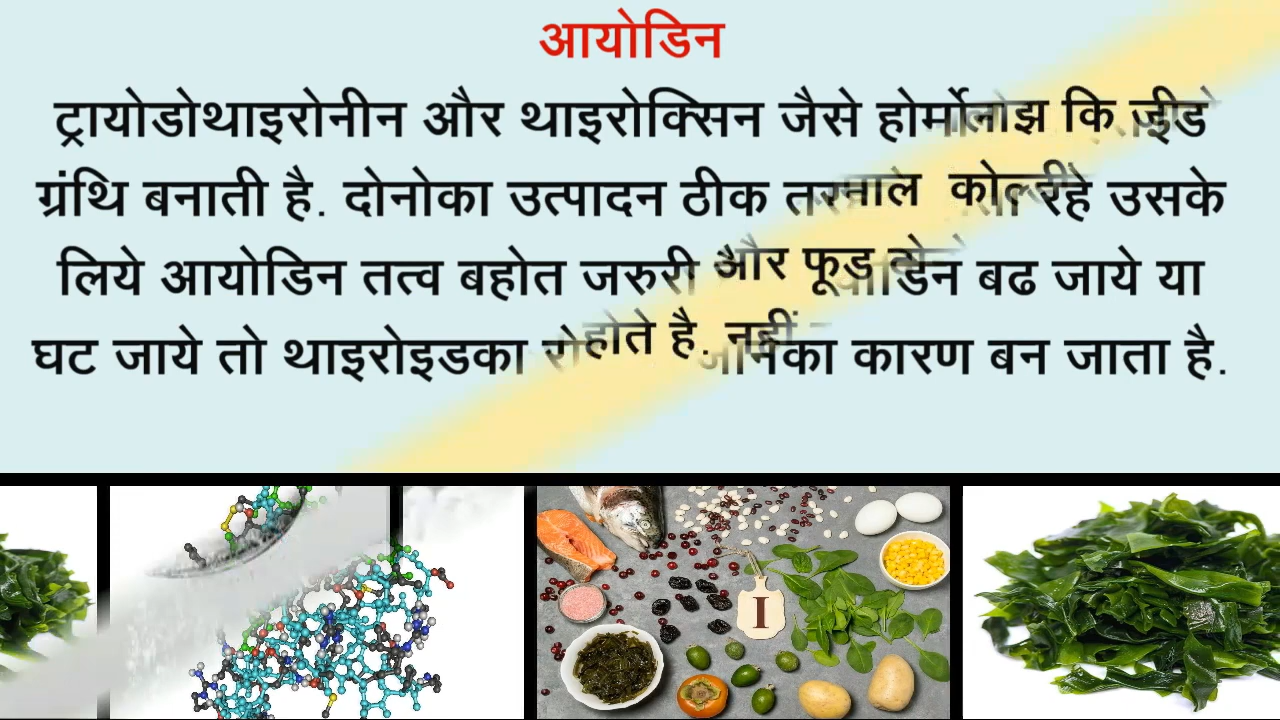 आयोडिन
ट्रायोडोथाइरोनीन और थाइरोक्सिन जैसे
ग्रंथि बनाती है. दोनोका उत्पादन ठीक उसके
लिये आयोडिन तत्व बहोत जरुरी और फूड बढ जाये या
घट जाये तो थाइरोइडका होते है. नहीं कारण बन जाता है.
I